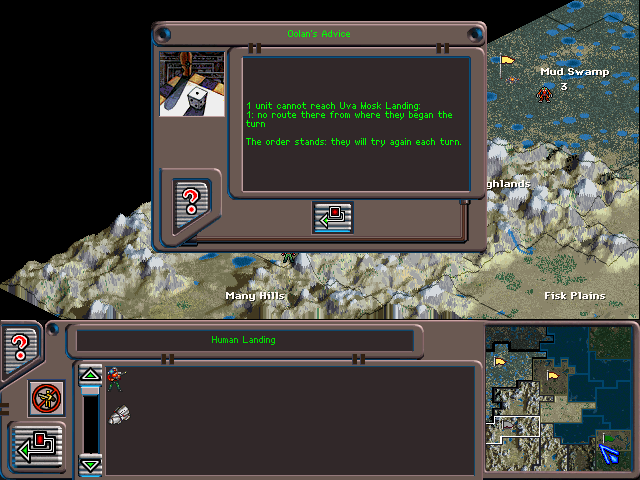 Oolan's Advice
1 unit cannot reach Uva Mosk Landing:
1: no route there from where they began the
turn
The order stands: they will try again each turn.
Mud Swamp
3
ghlands
Many Hills
Fisk Plains
Human Landing